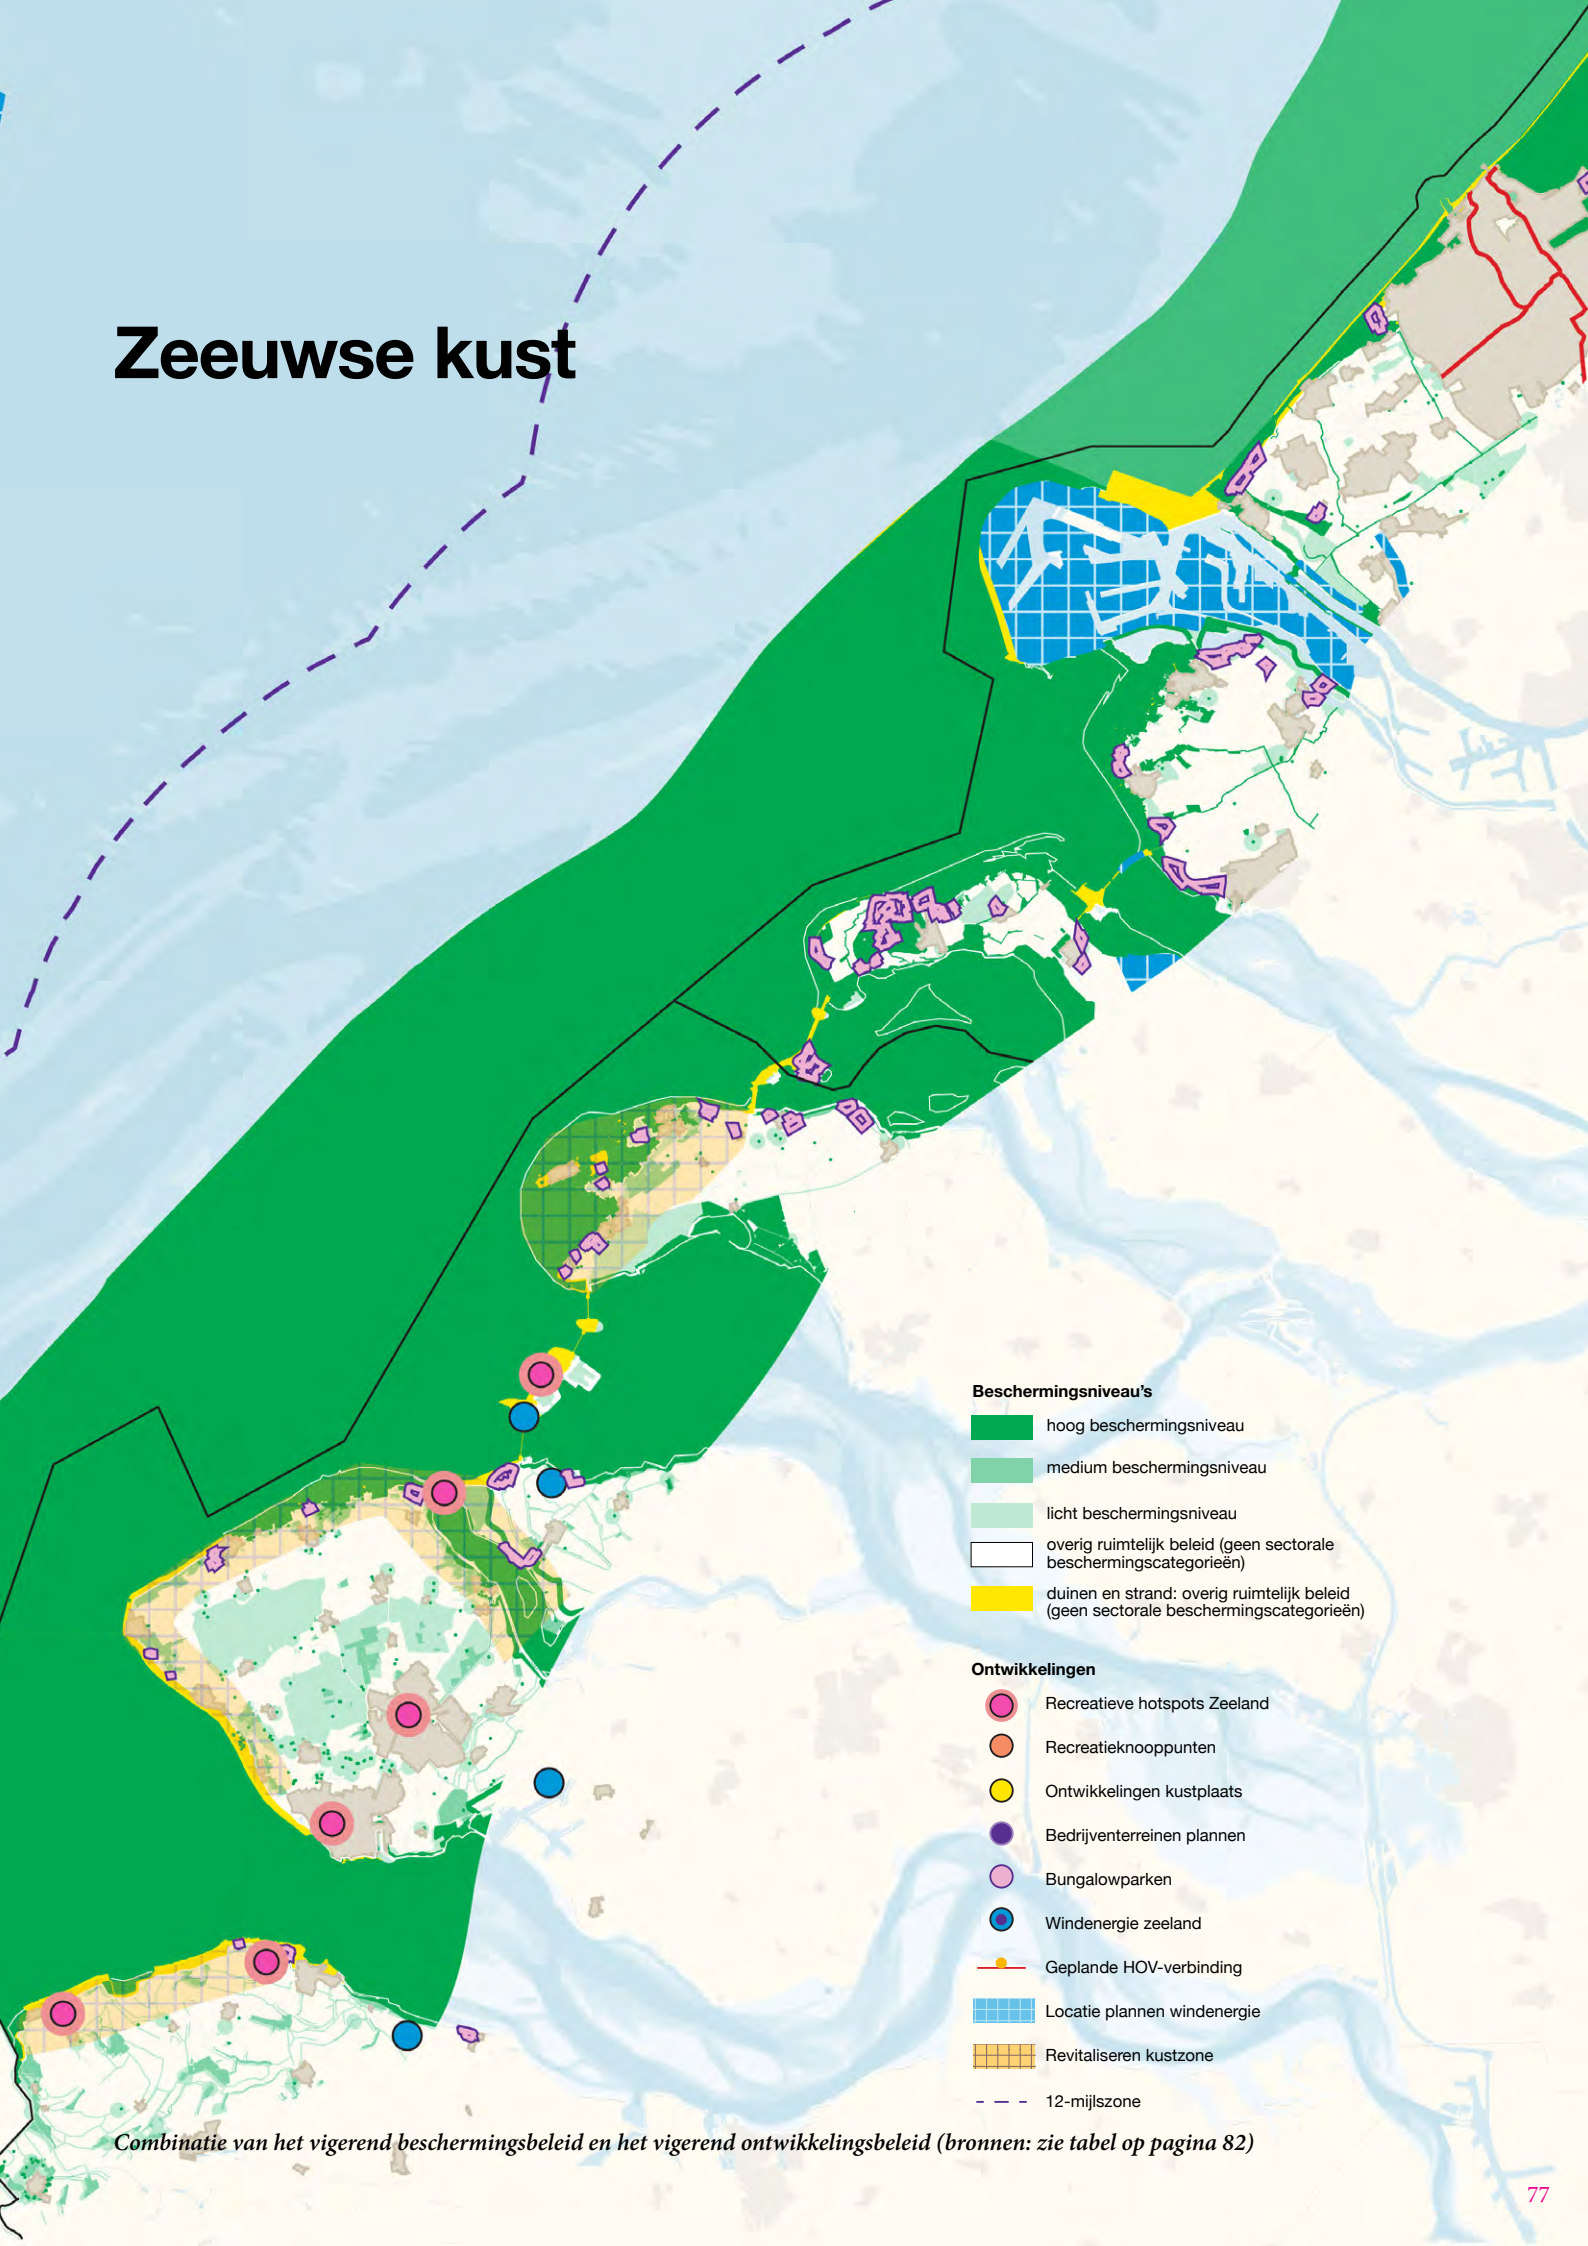 Zeeuwse kust
Beschermingsniveau's
hoog beschermingsniveau
medium beschermingsniveau
licht beschermingsniveau
overig ruimtelijk beleid (geen sectorale
beschermingscategorieën)
duinen en strand: overig ruimtelijk beleid
(geen sectorale beschermingscategorieën)
Ontwikkelingen
Recreatieve hotspots Zeeland
Recreatieknooppunten
Ontwikkelingen kustplaats
Bedrijventerreinen plannen
Bungalowparken
Windenergie zeeland
Geplande HOV-verbinding
Locatie plannen windenergie
Revitaliseren kustzone
12-mijlszone
Combinatie van het vigerend beschermingsbeleid en het vigerend ontwikkelingsbeleid (bronnen: zie tabel op pagina 82)
77